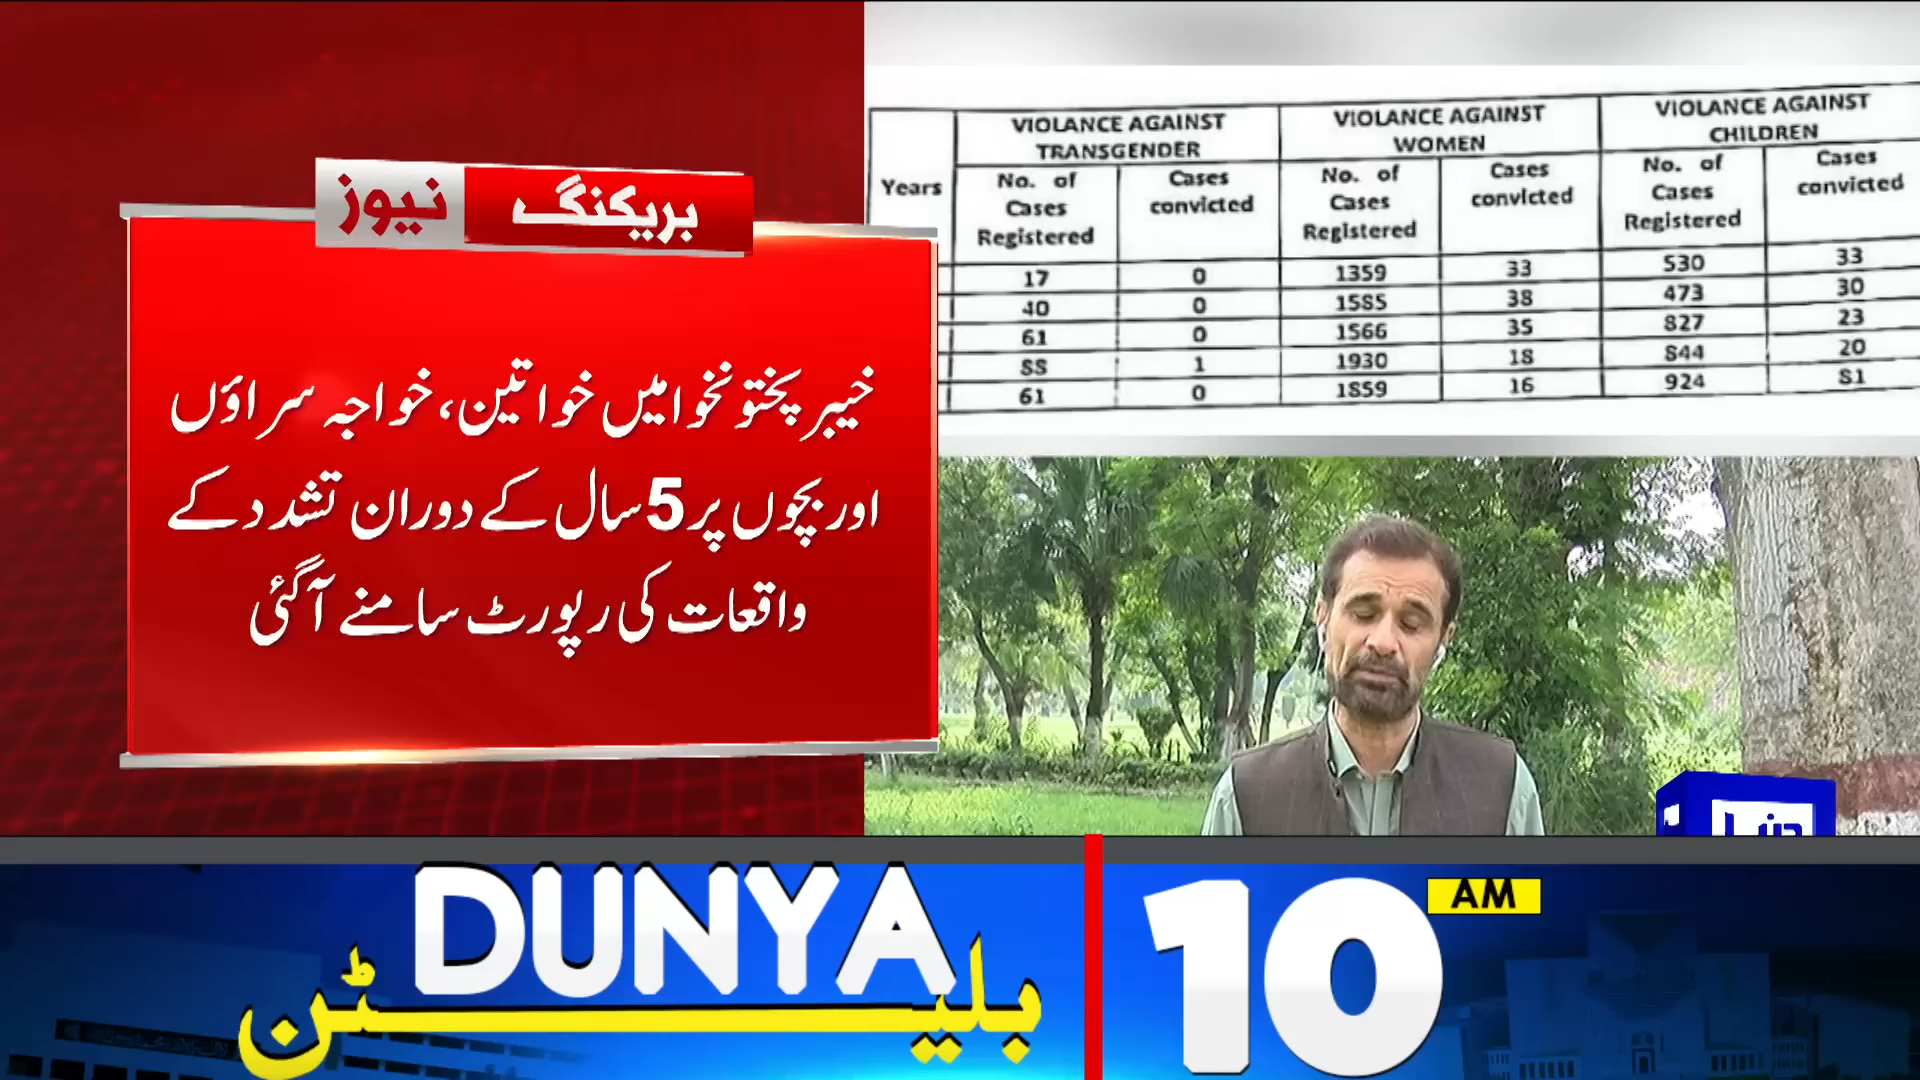 بریکنگ نیوز
خیبر پختونخوا میں خواتین، خواجہ سراؤں
اور بچوں پر 5 سال کے دوران تشدد کے
واقعات کی رپورٹ سامنے آگئی
Years | VIOLANCE AGAINST TRANSGENDER | VIOLANCE AGAINST WOMEN | VIOLANCE AGAINST CHILDREN
No. of Cases Registered | Cases convicted | No. of Cases Registered | Cases convicted | No. of Cases Registered | Cases convicted
17 | 0 | 1359 | 33 | 530 | 33
40 | 0 | 1585 | 38 | 473 | 30
61 | 0 | 1566 | 35 | 827 | 23
88 | 1 | 1930 | 18 | 844 | 20
61 | 0 | 1859 | 16 | 924 | 81
DUNYA
بلیٹن
10 AM